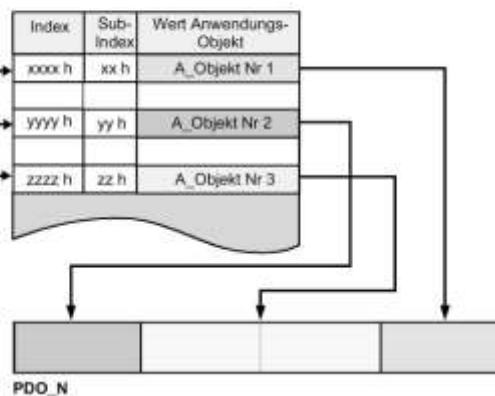 Index Sub-Index Wert Anwendungs-Objekt
xxxx h xx h A_Objekt Nr 1
yyyy h yy h A_Objekt Nr 2
zzzz h zz h A_Objekt Nr 3
PDO_N